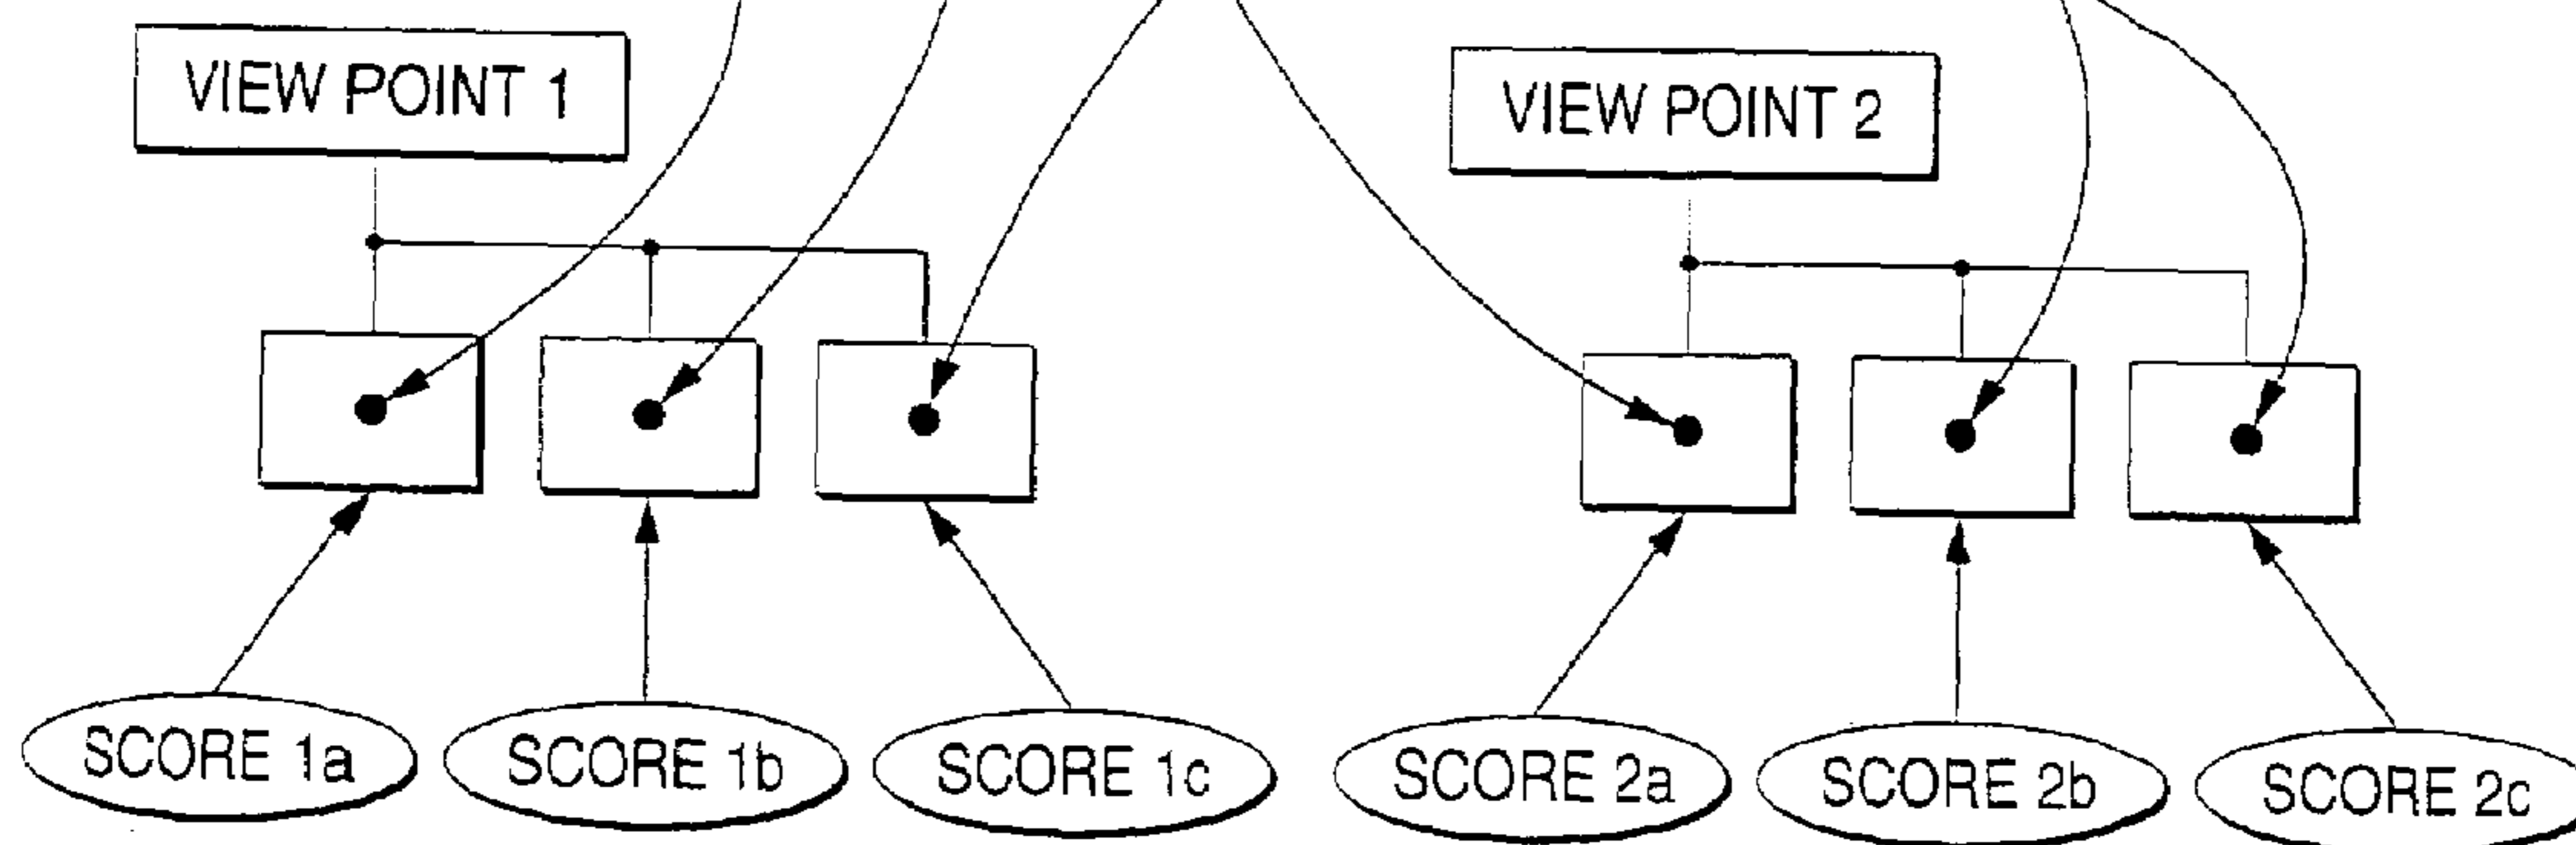 VIEW POINT 1
VIEW POINT 2
SCORE 1a
SCORE 1b
SCORE 1c
SCORE 2a
SCORE 2b
SCORE 2c